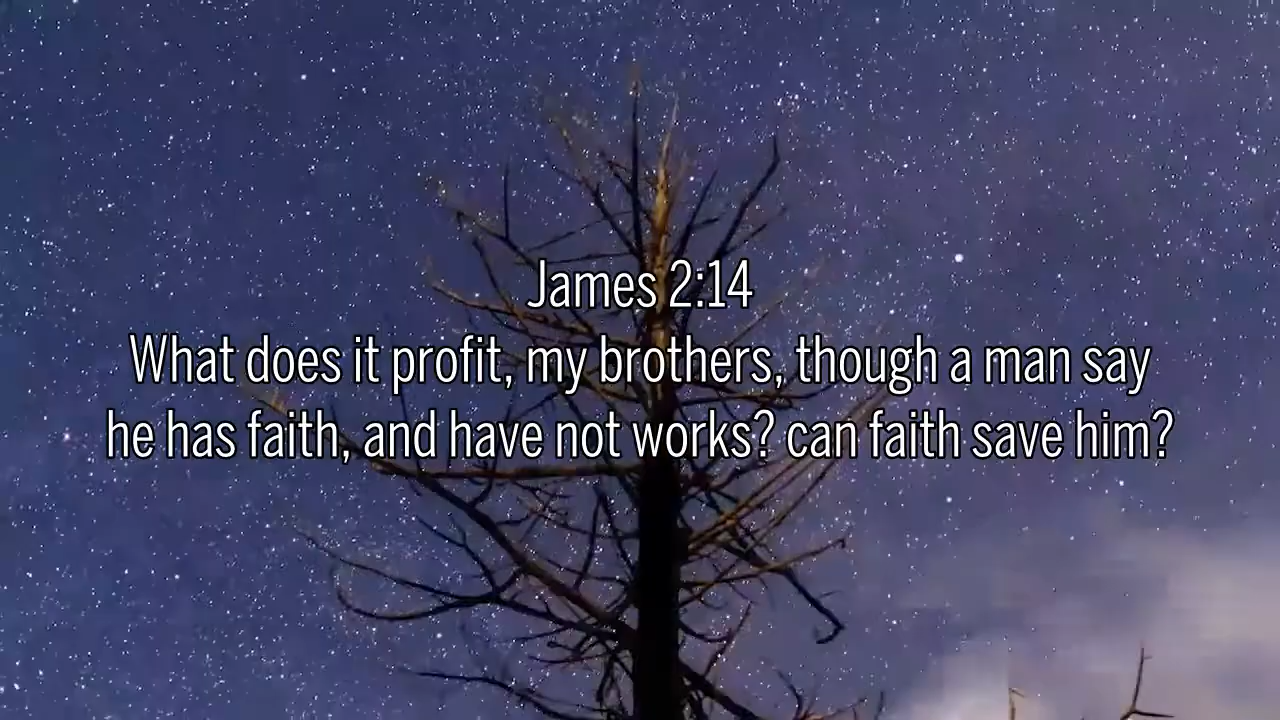 James 2:14
What does it profit, my brothers, though a man say
he has faith, and have not works? can faith save him?